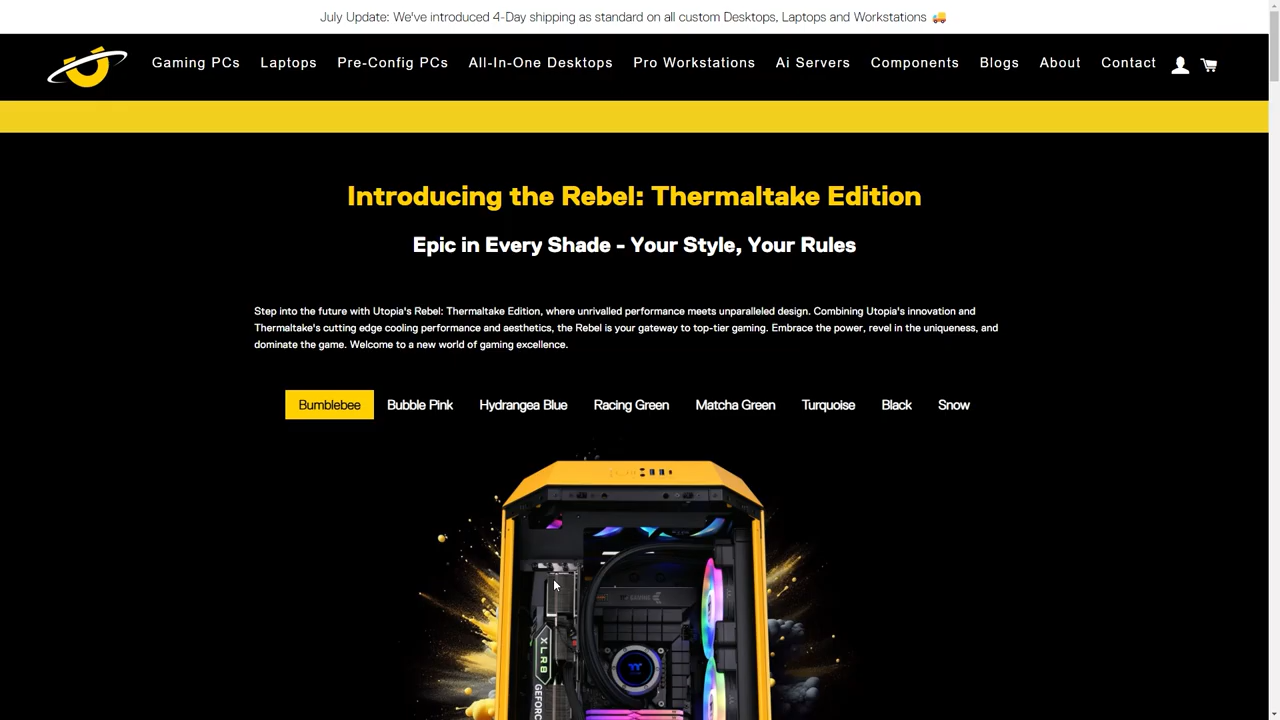 July Update: We've introduced 4-Day shipping as standard on all custom Desktops, Laptops and Workstations 🚚
Gaming PCs Laptops Pre-Config PCs All-In-One Desktops Pro Workstations Ai Servers Components Blogs About Contact
Introducing the Rebel: Thermaltake Edition
Epic in Every Shade - Your Style, Your Rules
Step into the future with Utopia's Rebel: Thermaltake Edition, where unrivalled performance meets unparalleled design. Combining Utopia's innovation and
Thermaltake's cutting edge cooling performance and aesthetics, the Rebel is your gateway to top-tier gaming. Embrace the power, revel in the uniqueness, and
dominate the game. Welcome to a new world of gaming excellence.
Bumblebee Bubble Pink Hydrangea Blue Racing Green Matcha Green Turquoise Black Snow
XLR8
GEFORCE